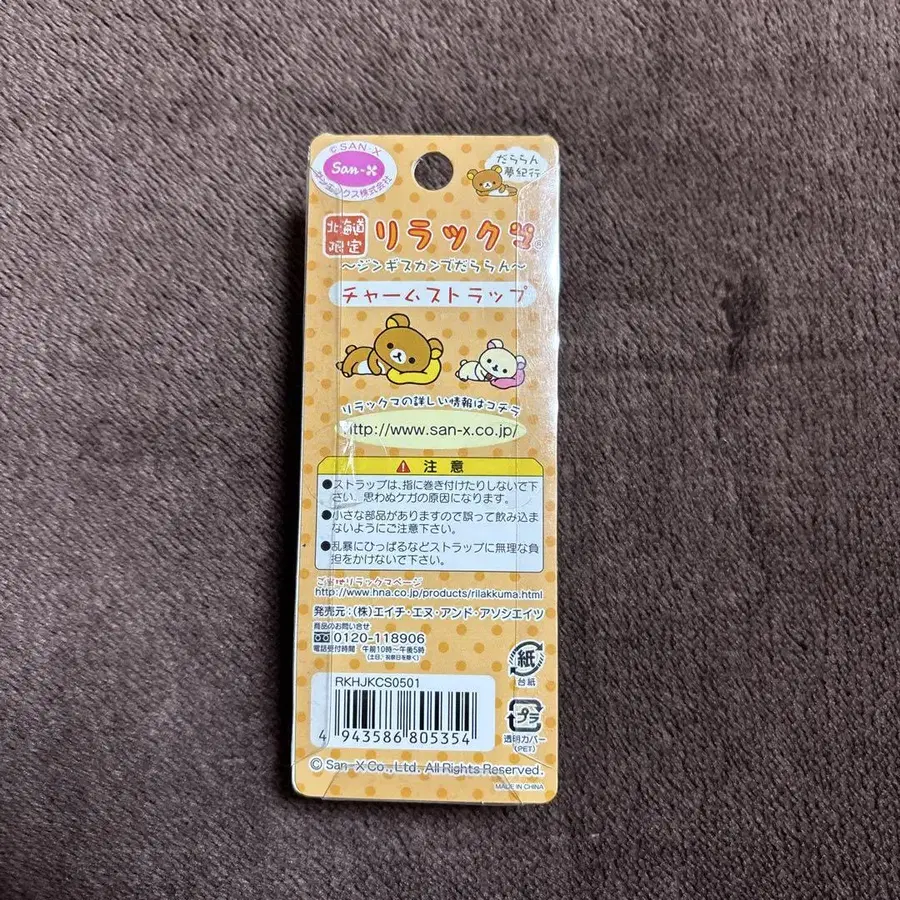 © SAN-X
San-X
サンエックス株式会社
だららん
夢紀行
北海道
限定
リラックマ®
～ジンギスカンでだららん～
チャームストラップ
リラックマの詳しい情報はコチラ
http://www.san-x.co.jp/
注意
●ストラップは、指に巻き付けたりしないで下
さい。思わぬケガの原因になります。
●小さな部品がありますので誤って飲み込ま
ないようにご注意下さい。
●乱暴にひっぱるなどストラップに無理な負
担をかけないで下さい。
ご当地リラックマページ
http://www.hna.co.jp/products/rilakkuma.html
発売元：(株)エイチ・エヌ・アンド・アソシエイツ
商品のお問い合せ
0120-118906
電話受付時間 午前10時～午後5時
(土日、祝祭日を除く)
紙
台紙
RKHJKCS0501
4 943586 805354
プラ
透明カバー
(PET)
© San-X Co., Ltd. All Rights Reserved.
MADE IN CHINA